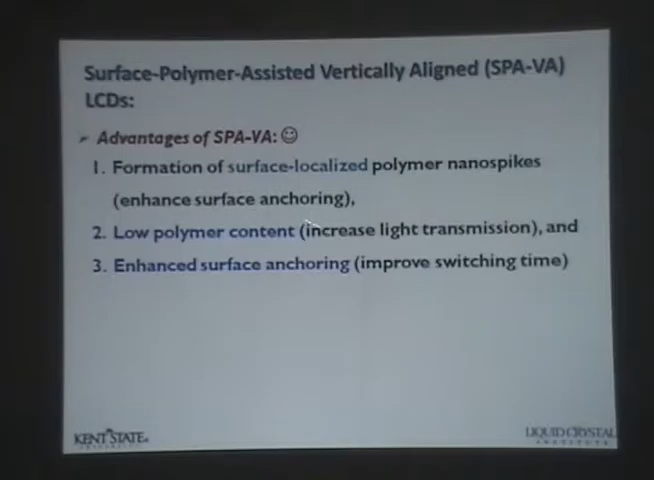 Surface-Polymer-Assisted Vertically Aligned (SPA-VA)
LCDs:
Advantages of SPA-VA: ☺
1. Formation of surface-localized polymer nanospikes
(enhance surface anchoring),
2. Low polymer content (increase light transmission), and
3. Enhanced surface anchoring (improve switching time)
KENT STATE
LIQUID CRYSTAL
INSTITUTE